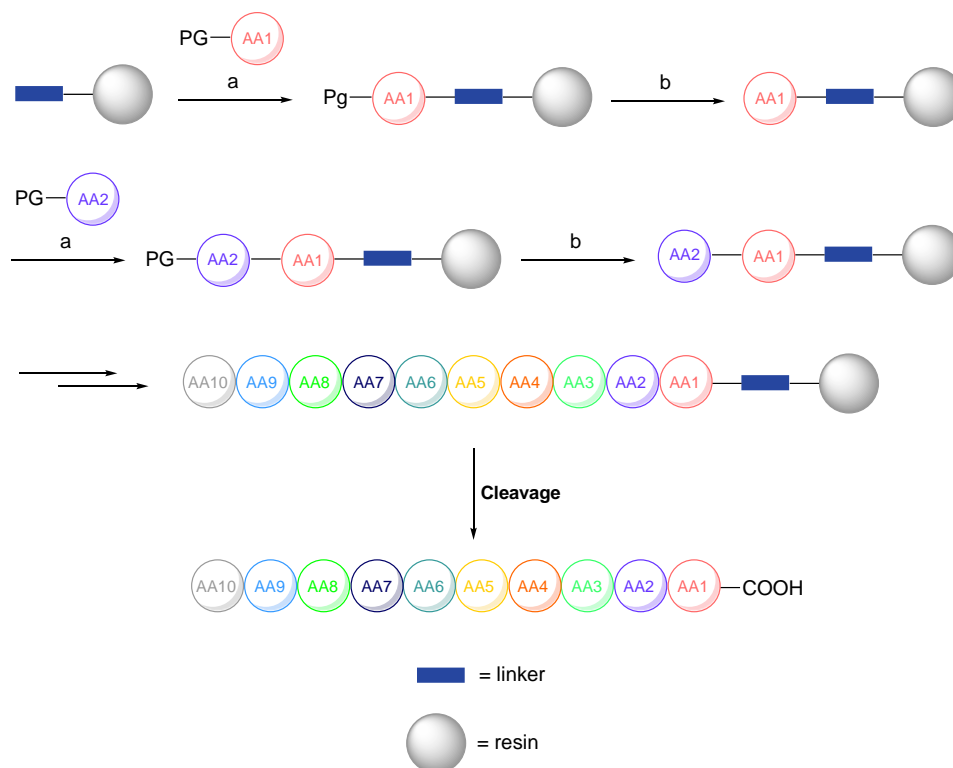 PG AA1
a
Pg AA1
b
AA1
PG AA2
a
PG AA2 AA1
b
AA2 AA1
AA10 AA9 AA8 AA7 AA6 AA5 AA4 AA3 AA2 AA1
Cleavage
AA10 AA9 AA8 AA7 AA6 AA5 AA4 AA3 AA2 AA1 COOH
= linker
= resin